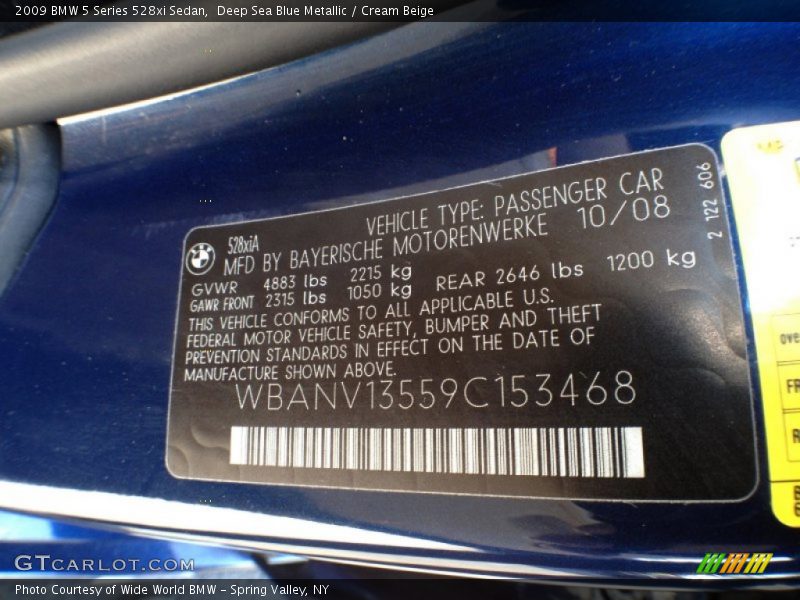 2009 BMW 5 Series 528xi Sedan,  Deep Sea Blue Metallic / Cream Beige
528xiA
VEHICLE TYPE: PASSENGER CAR
MFD BY BAYERISCHE MOTORENWERKE 10/08
GVWR 4883 lbs 2215 kg
GAWR FRONT 2315 lbs 1050 kg REAR 2646 lbs 1200 kg
THIS VEHICLE CONFORMS TO ALL APPLICABLE U.S.
FEDERAL MOTOR VEHICLE SAFETY, BUMPER AND THEFT
PREVENTION STANDARDS IN EFFECT ON THE DATE OF
MANUFACTURE SHOWN ABOVE.
WBANV13559C153468
2 122 606
GTCARLOT.COM
Photo Courtesy of Wide World BMW - Spring Valley, NY